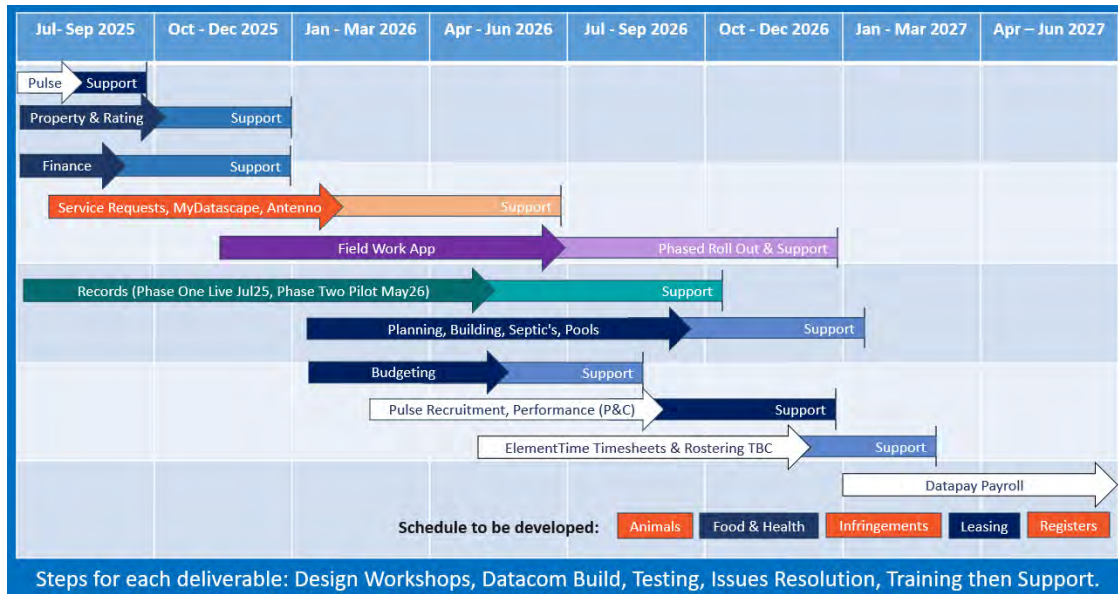 Jul- Sep 2025
Oct - Dec 2025
Jan - Mar 2026
Apr - Jun 2026
Jul - Sep 2026
Oct - Dec 2026
Jan - Mar 2027
Apr – Jun 2027
Pulse
Support
Property & Rating
Support
Finance
Support
Service Requests, MyDatascape, Antenno
Support
Field Work App
Phased Roll Out & Support
Records (Phase One Live Jul25, Phase Two Pilot May26)
Support
Planning, Building, Septic's, Pools
Support
Budgeting
Support
Pulse Recruitment, Performance (P&C)
Support
ElementTime Timesheets & Rostering TBC
Support
Datapay Payroll
Schedule to be developed:
Animals
Food & Health
Infringements
Leasing
Registers
Steps for each deliverable: Design Workshops, Datacom Build, Testing, Issues Resolution, Training then Support.